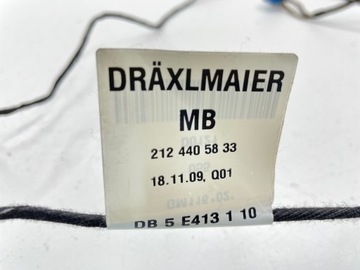 DRÄXLMAIER
MB
212 440 58 33
18.11.09, Q01
DB 5 E413 1 10